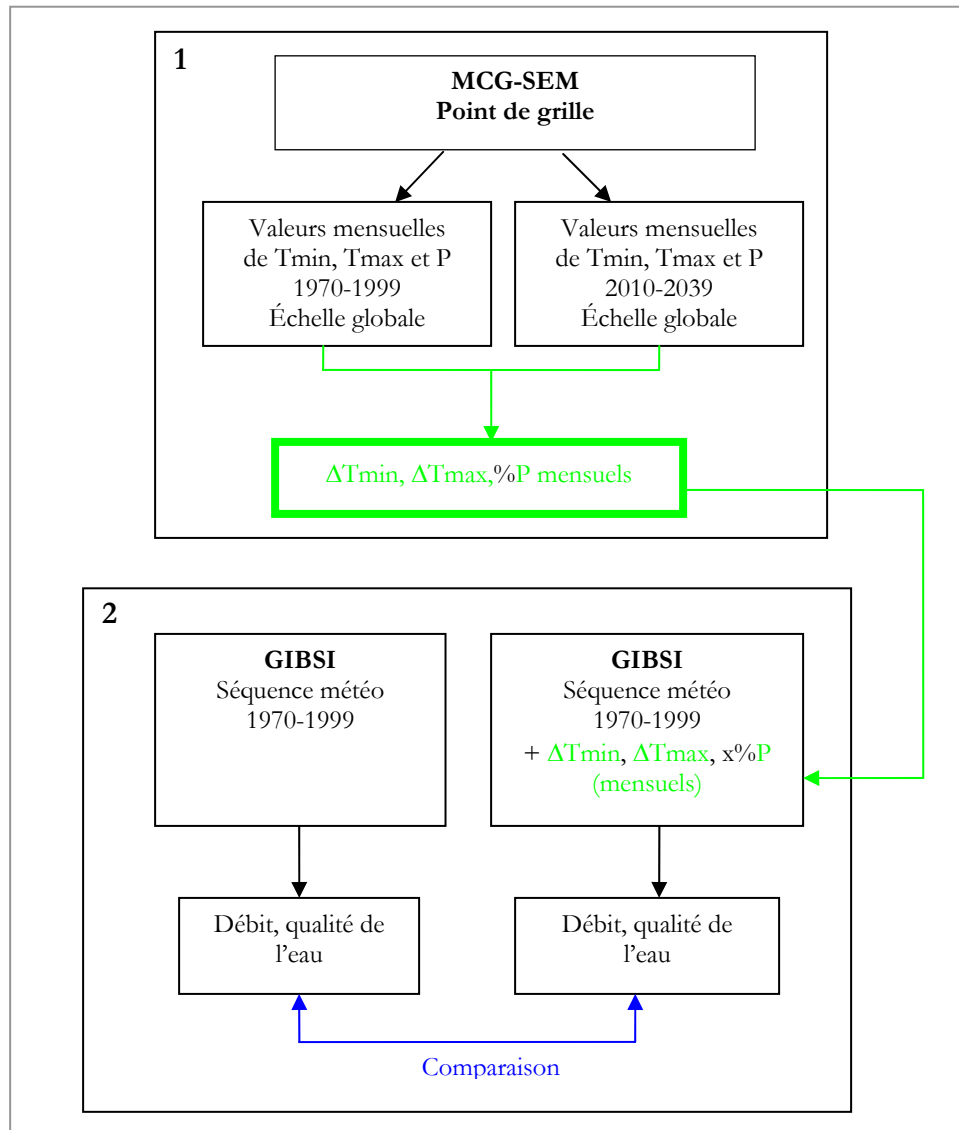 1
MCG-SEM
Point de grille
Valeurs mensuelles
de Tmin, Tmax et P
1970-1999
Échelle globale
Valeurs mensuelles
de Tmin, Tmax et P
2010-2039
Échelle globale
ΔTmin, ΔTmax,%P mensuels
2
GIBSI
Séquence météo
1970-1999
GIBSI
Séquence météo
1970-1999
+ ΔTmin, ΔTmax, x%P
(mensuels)
Débit, qualité de
l’eau
Débit, qualité de
l’eau
Comparaison